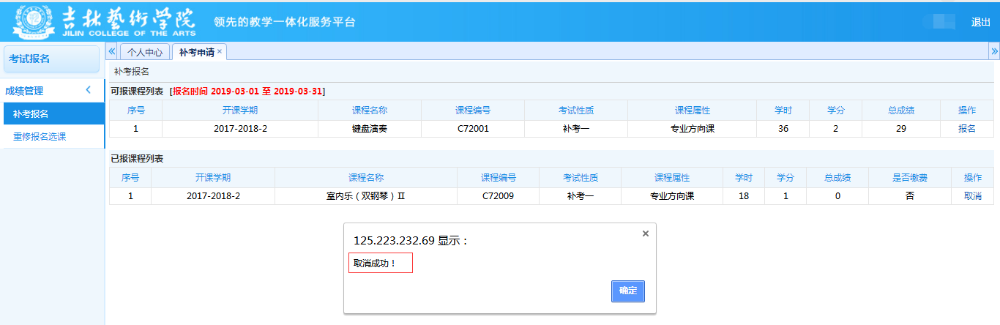 吉林藝術学院 领先的教学一体化服务平台 退出
JILIN COLLEGE OF THE ARTS
考试报名
« 个人中心 补考申请 × »
成绩管理
补考报名
重修报名选课
补考报名
可报课程列表 [报名时间 2019-03-01 至 2019-03-31]
序号 开课学期 课程名称 课程编号 考试性质 课程属性 学时 学分 总成绩 操作
1 2017-2018-2 键盘演奏 C72001 补考一 专业方向课 36 2 29 报名
已报课程列表
序号 开课学期 课程名称 课程编号 考试性质 课程属性 学时 学分 总成绩 是否缴费 操作
1 2017-2018-2 室内乐（双钢琴）Ⅱ C72009 补考一 专业方向课 18 1 0 否 取消
125.223.232.69 显示：
×
取消成功！
确定